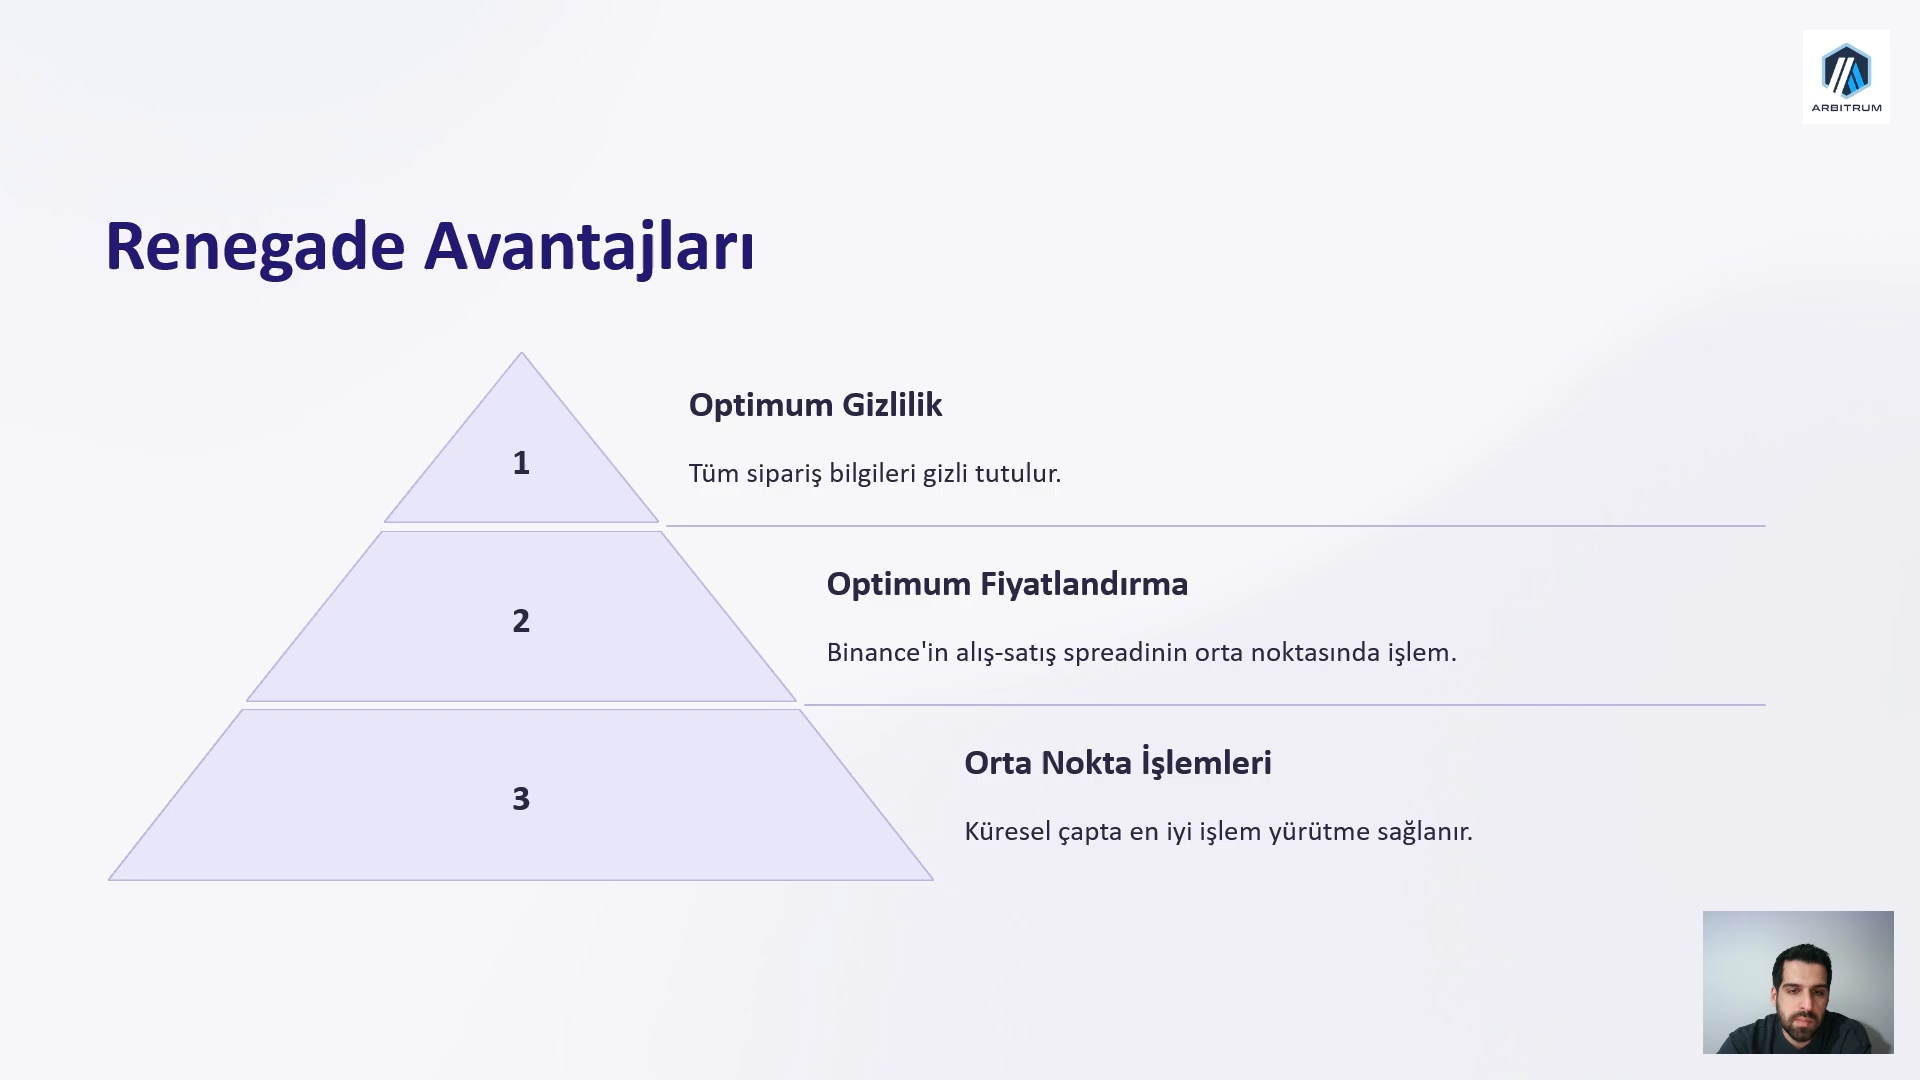 ARBITRUM
Renegade Avantajları
1
Optimum Gizlilik
Tüm sipariş bilgileri gizli tutulur.
2
Optimum Fiyatlandırma
Binance'in alış-satış spreadinin orta noktasında işlem.
3
Orta Nokta İşlemleri
Küresel çapta en iyi işlem yürütme sağlanır.